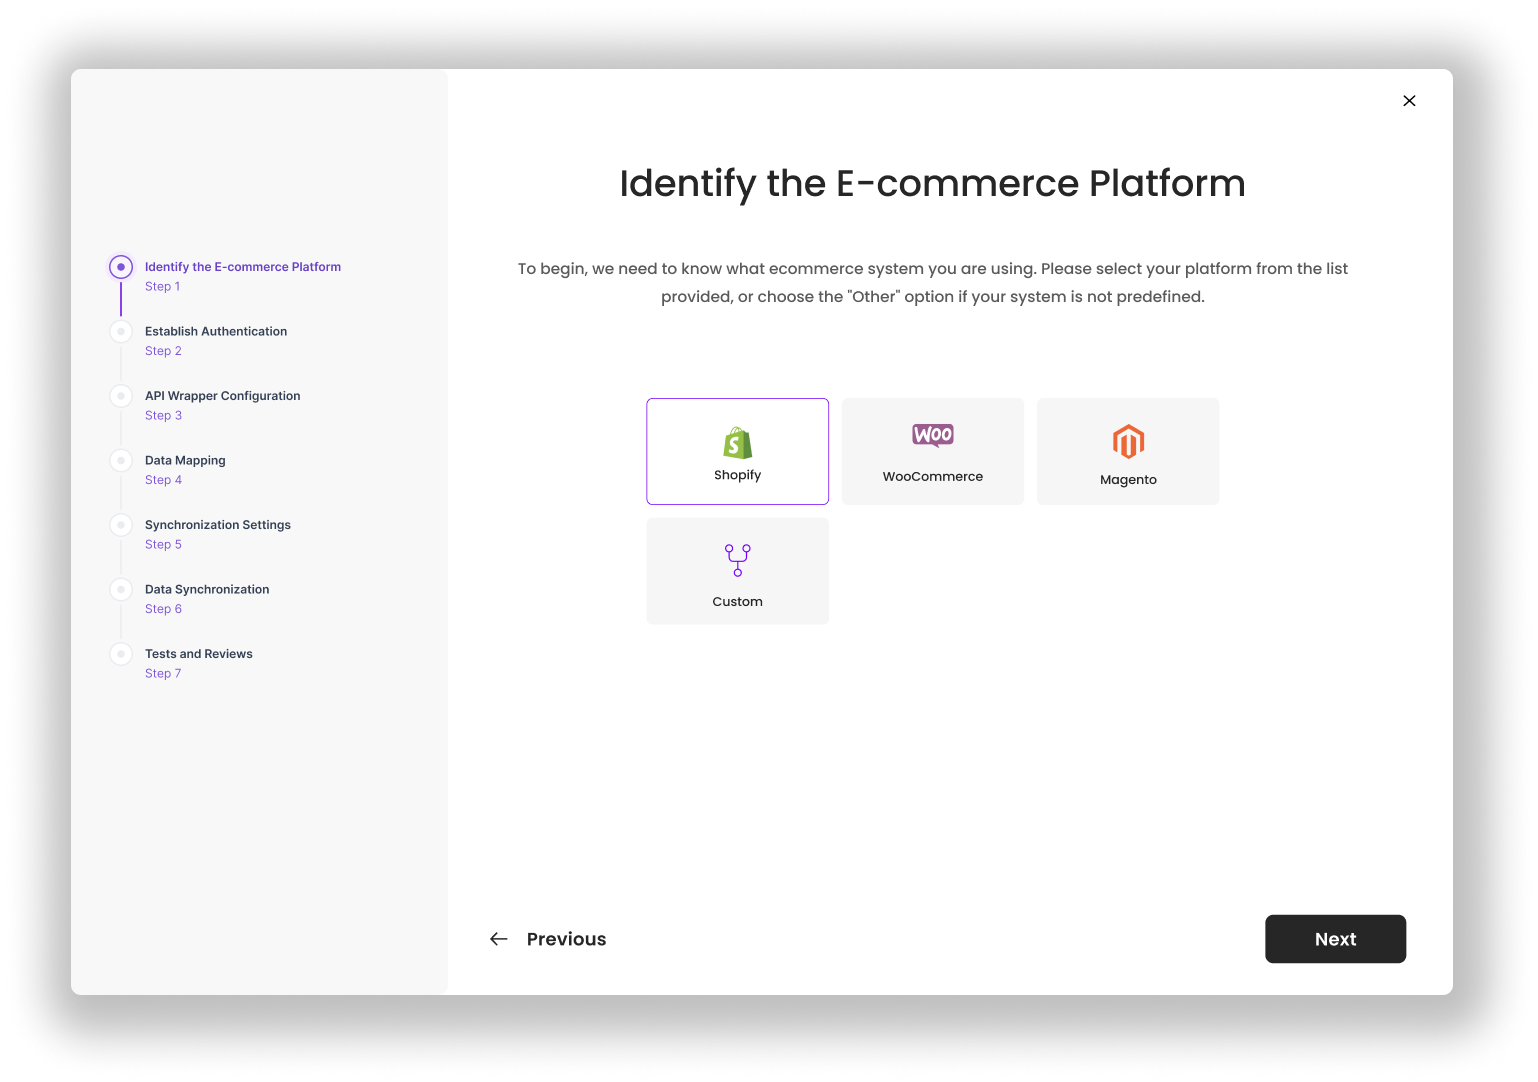 Identify the E-commerce Platform
Step 1
Establish Authentication
Step 2
API Wrapper Configuration
Step 3
Data Mapping
Step 4
Synchronization Settings
Step 5
Data Synchronization
Step 6
Tests and Reviews
Step 7
Identify the E-commerce Platform
To begin, we need to know what ecommerce system you are using. Please select your platform from the list
provided, or choose the "Other" option if your system is not predefined.
S
Shopify
WOO
WooCommerce
Magento
Custom
Previous
Next